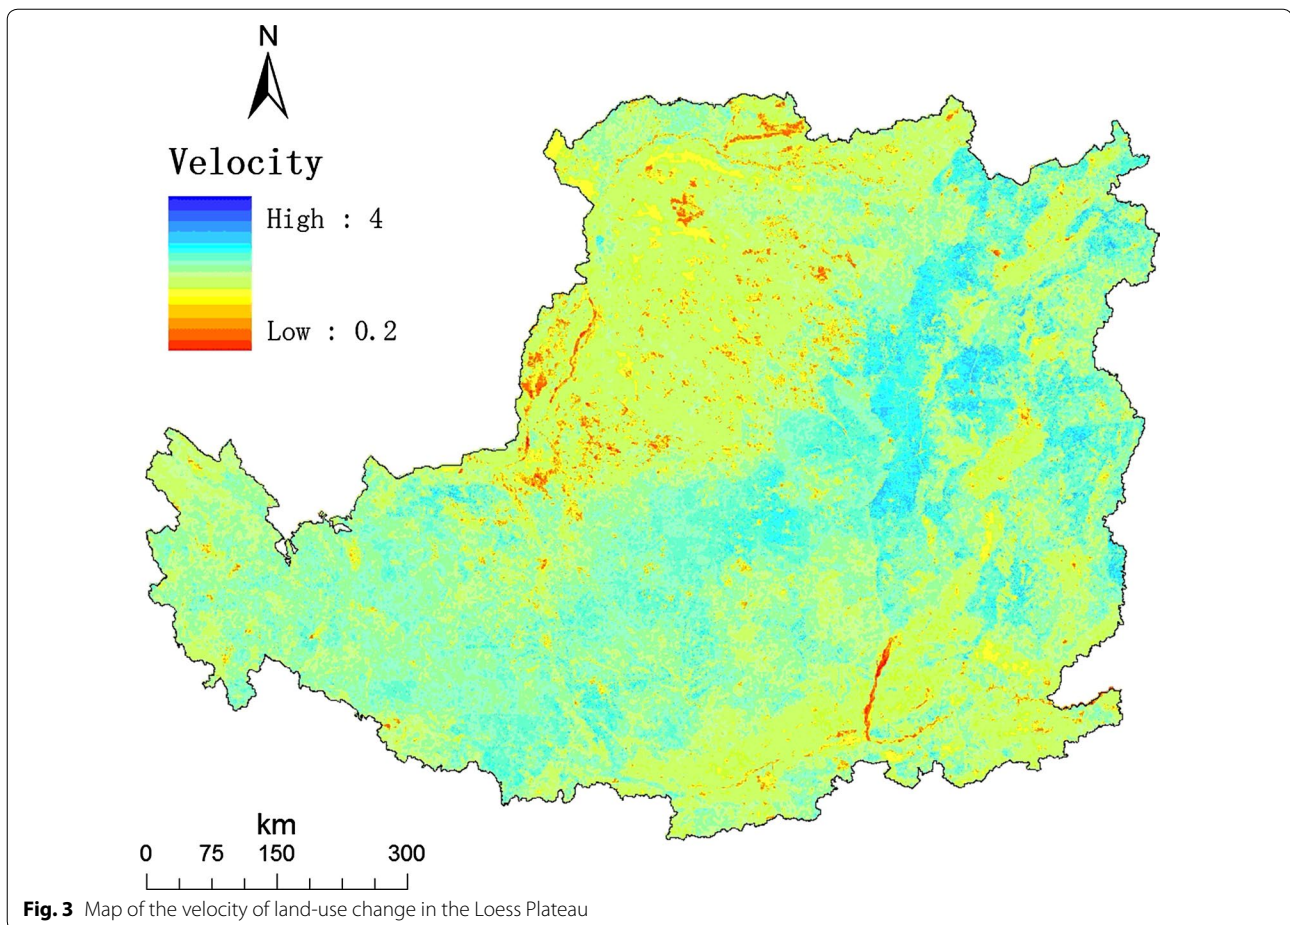 N
Velocity
High : 4
Low : 0.2
km
0 75 150 300
Fig. 3 Map of the velocity of land-use change in the Loess Plateau